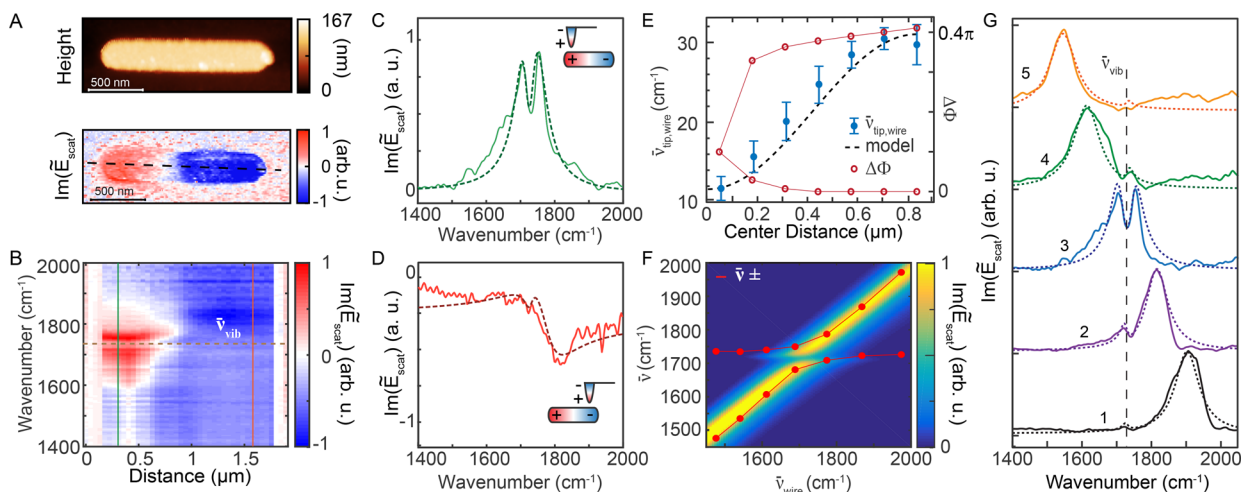 A
Height
500 nm
167
(nm)
0
Im(Ẽscat) (a. u.)
500 nm
1
0
-1
(arb. u.)
B
Wavenumber (cm⁻¹)
2000
1800
1600
1400
ν̄vib
0
0.5
1
1.5
Distance (µm)
1
0
-1
Im(Ẽscat) (arb. u.)
C
Im(Ẽscat) (a. u.)
1
0
-
+
+
-
1400
1600
1800
2000
Wavenumber (cm⁻¹)
D
Im(Ẽscat) (a. u.)
0
-1
-
+
+
-
1400
1600
1800
2000
Wavenumber (cm⁻¹)
E
ν̄tip,wire (cm⁻¹)
30
20
10
ν̄tip,wire
model
ΔΦ
0.4π
0
ΔΦ
0
0.2
0.4
0.6
0.8
Center Distance (µm)
F
ν̄ (cm⁻¹)
2000
1900
1800
1700
1600
1500
ν̄ ±
1500 1600 1700 1800 1900 2000
ν̄wire (cm⁻¹)
1
0
Im(Ẽscat) (arb. u.)
G
Im(Ẽscat) (arb. u.)
ν̄vib
5
4
3
2
1
1400
1600
1800
2000
Wavenumber (cm⁻¹)